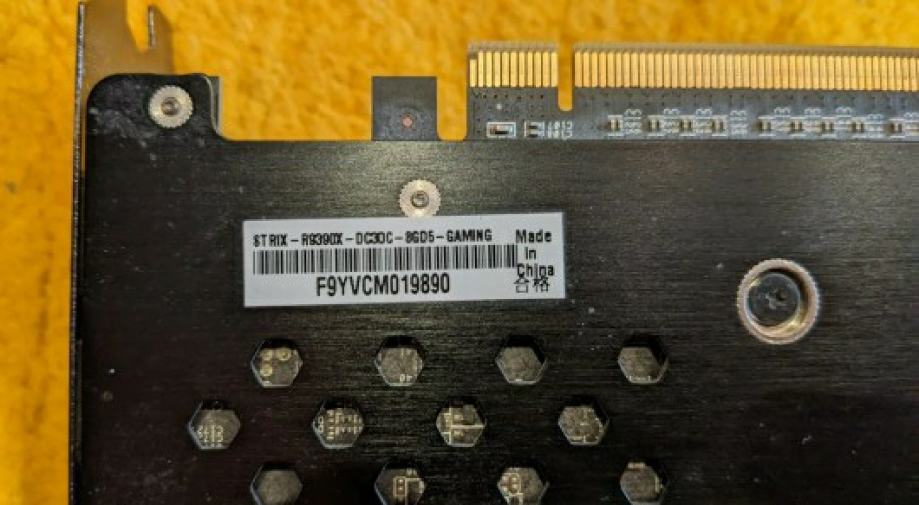 STRIX-R9390X-DC3OC-8GD5-GAMING
Made
in
China
合格
F9YVCM019890